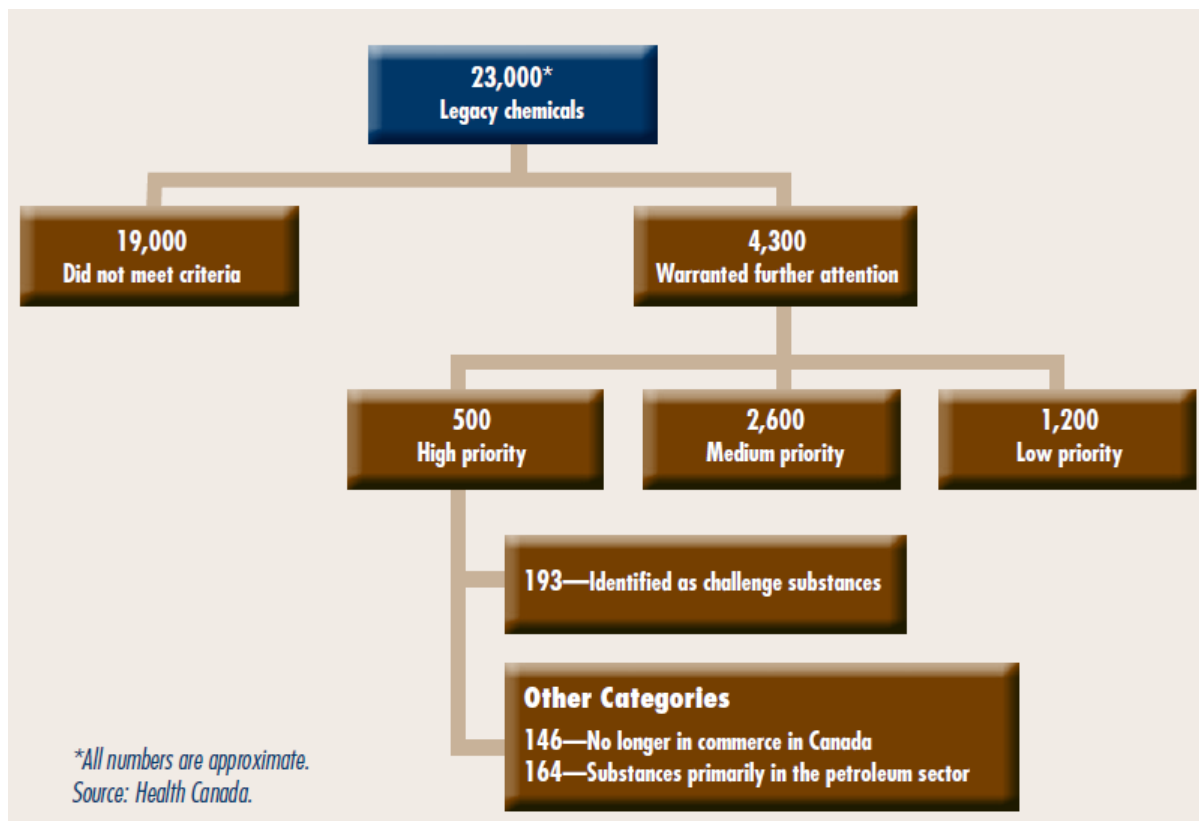 23,000*
Legacy chemicals
19,000
Did not meet criteria
4,300
Warranted further attention
500
High priority
2,600
Medium priority
1,200
Low priority
193—Identified as challenge substances
Other Categories
146—No longer in commerce in Canada
164—Substances primarily in the petroleum sector
*All numbers are approximate.
Source: Health Canada.